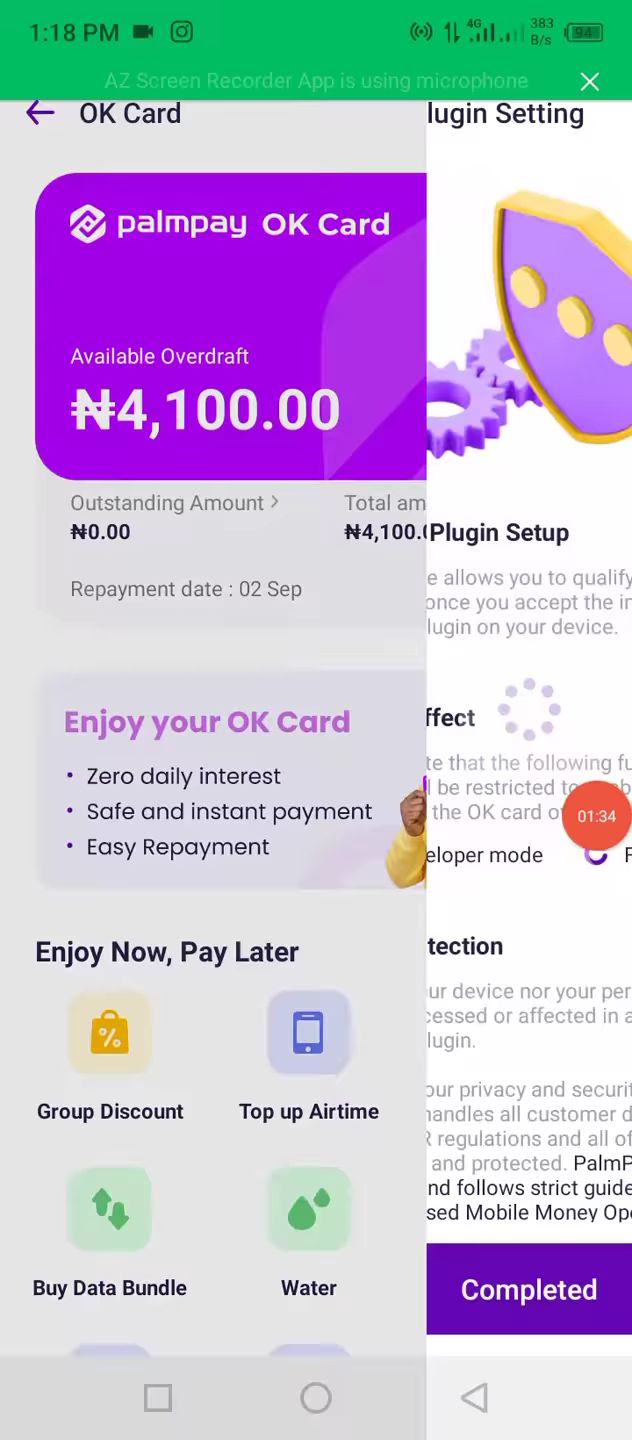 1:18 PM
4G
383
B/s
94
AZ Screen Recorder App is using microphone
OK Card
palmpay OK Card
Available Overdraft
₦4,100.00
Outstanding Amount
₦0.00
Total am
₦4,100.
Repayment date : 02 Sep
Enjoy your OK Card
• Zero daily interest
• Safe and instant payment
• Easy Repayment
Enjoy Now, Pay Later
Group Discount
Top up Airtime
Buy Data Bundle
Water
lugin Setting
Plugin Setup
e allows you to qualify
once you accept the in
lugin on your device.
ffect
te that the following fu
l be restricted to
the OK card o
01:34
eloper mode
tection
ur device nor your per
cessed or affected in a
lugin.
our privacy and securit
handles all customer d
R regulations and all of
and protected. PalmP
nd follows strict guide
sed Mobile Money Ope
Completed